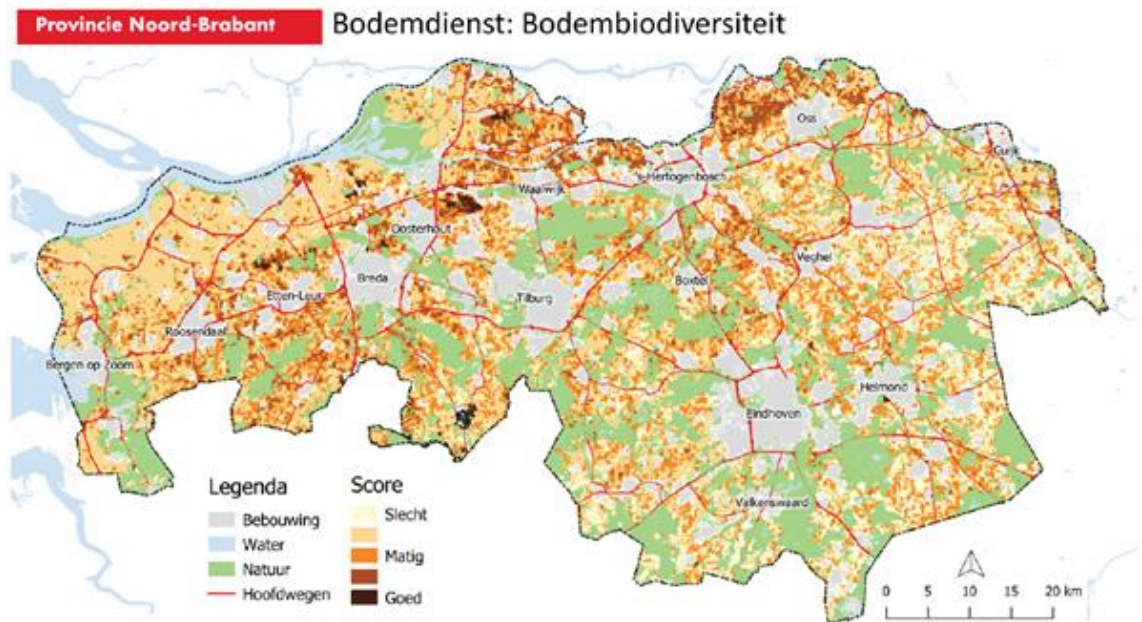 Provincie Noord-Brabant
Bodemdienst: Bodembiodiversiteit
Oss
Cuijk
Waalwijk
's-Hertogenbosch
Oosterhout
Veghel
Breda
Boxtel
Etten-Leur
Tilburg
Roosendaal
Bergen op Zoom
Helmond
Eindhoven
Valkenswaard
Legenda
Bebouwing
Water
Natuur
Hoofdwegen
Score
Slecht
Matig
Goed
0 5 10 15 20 km